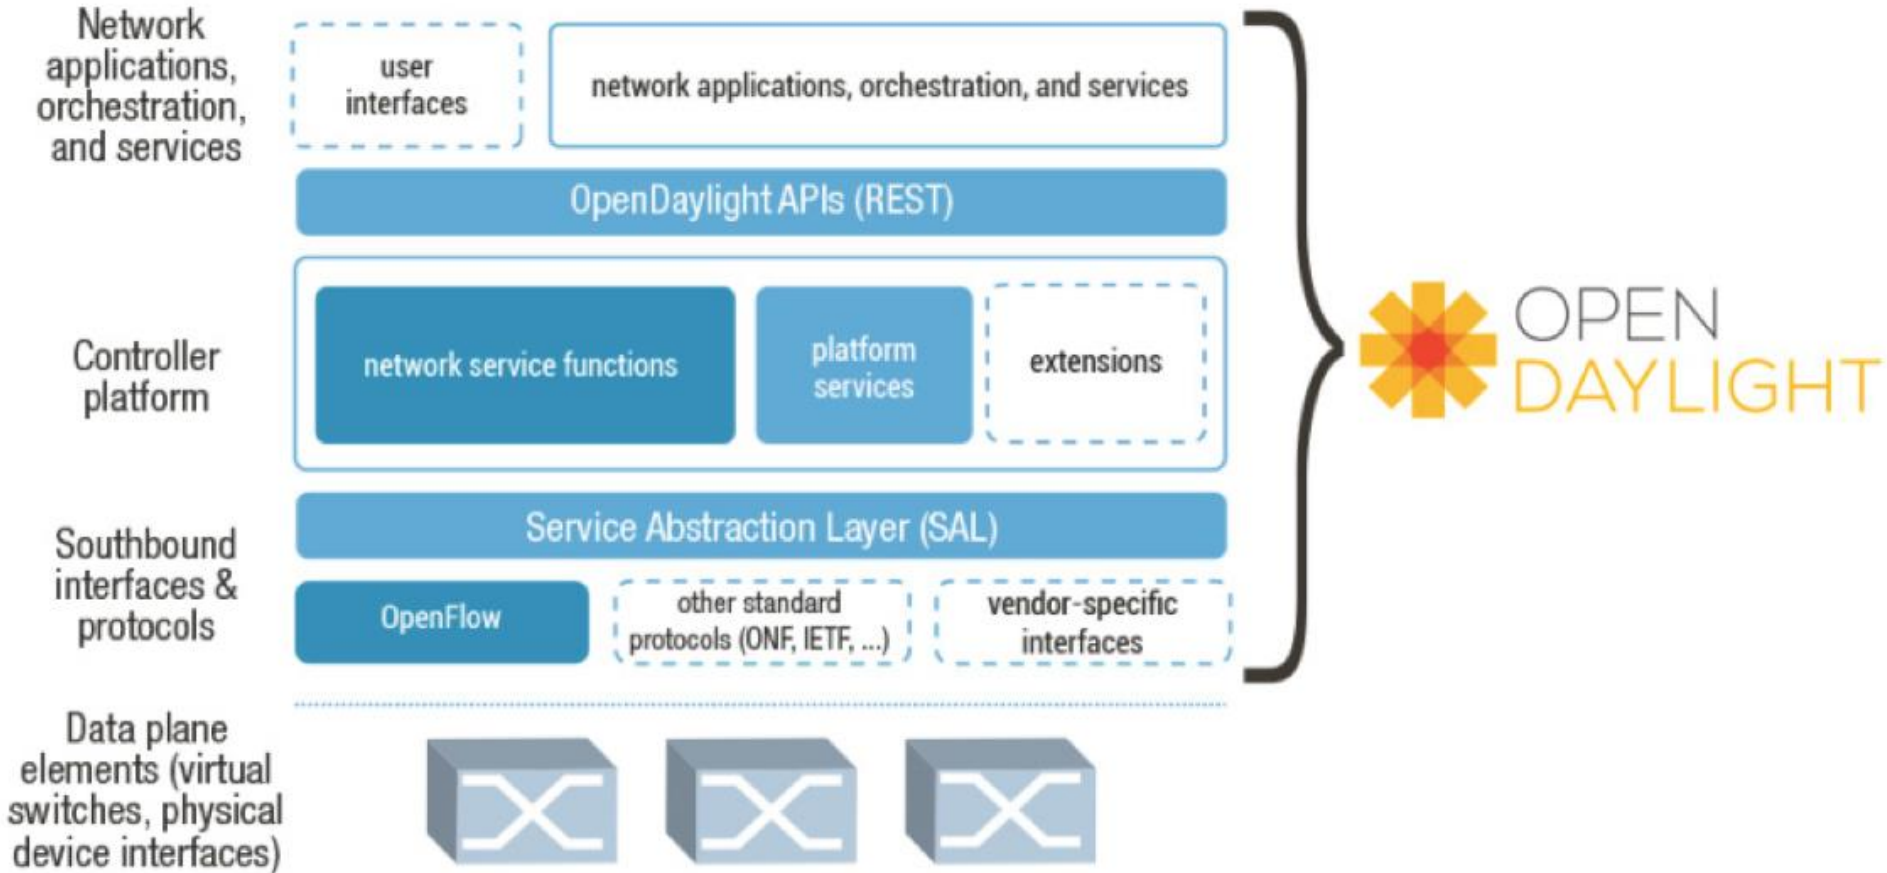 Network
applications,
orchestration,
and services
user
interfaces
network applications, orchestration, and services
OpenDaylight APIs (REST)
Controller
platform
network service functions
platform
services
extensions
Southbound
interfaces &
protocols
Service Abstraction Layer (SAL)
OpenFlow
other standard
protocols (ONF, IETF, ...)
vendor-specific
interfaces
Data plane
elements (virtual
switches, physical
device interfaces)
OPEN
DAYLIGHT